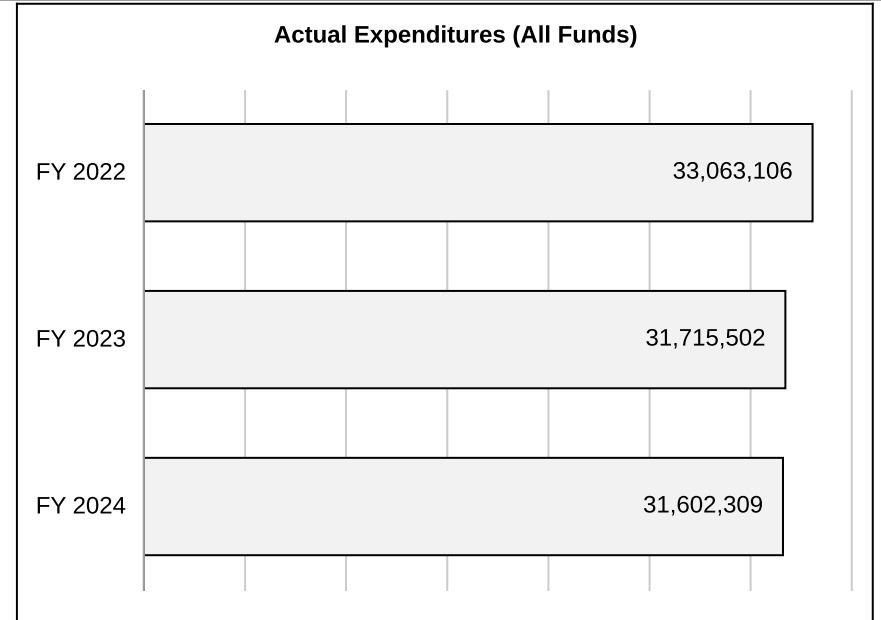 Actual Expenditures (All Funds)
FY 2022 33,063,106
FY 2023 31,715,502
FY 2024 31,602,309